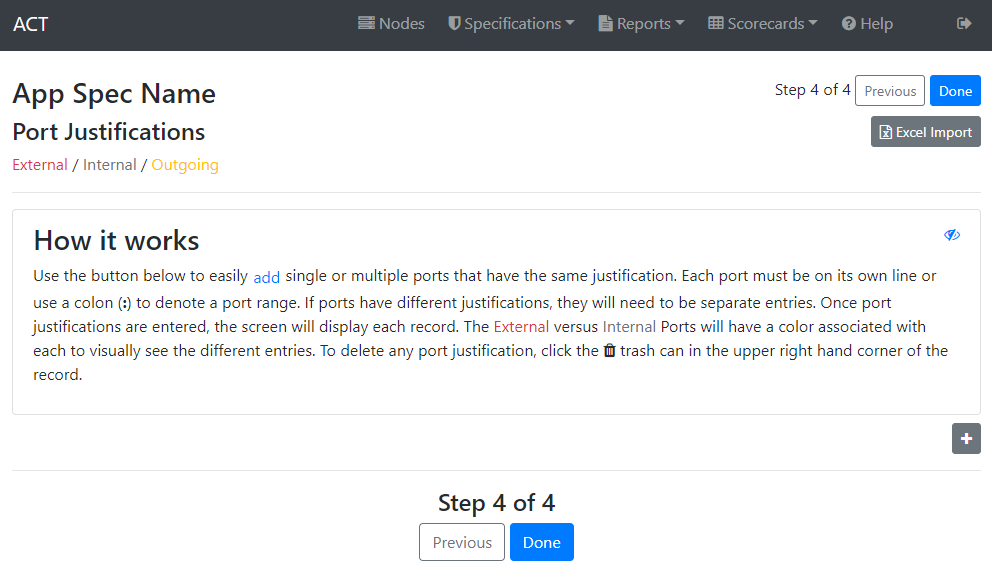 ACT Nodes Specifications Reports Scorecards Help
App Spec Name
Step 4 of 4 Previous Done
Port Justifications
Excel Import
External / Internal / Outgoing
How it works
Use the button below to easily add single or multiple ports that have the same justification. Each port must be on its own line or
use a colon (:) to denote a port range. If ports have different justifications, they will need to be separate entries. Once port
justifications are entered, the screen will display each record. The External versus Internal Ports will have a color associated with
each to visually see the different entries. To delete any port justification, click the trash can in the upper right hand corner of the
record.
Step 4 of 4
Previous Done